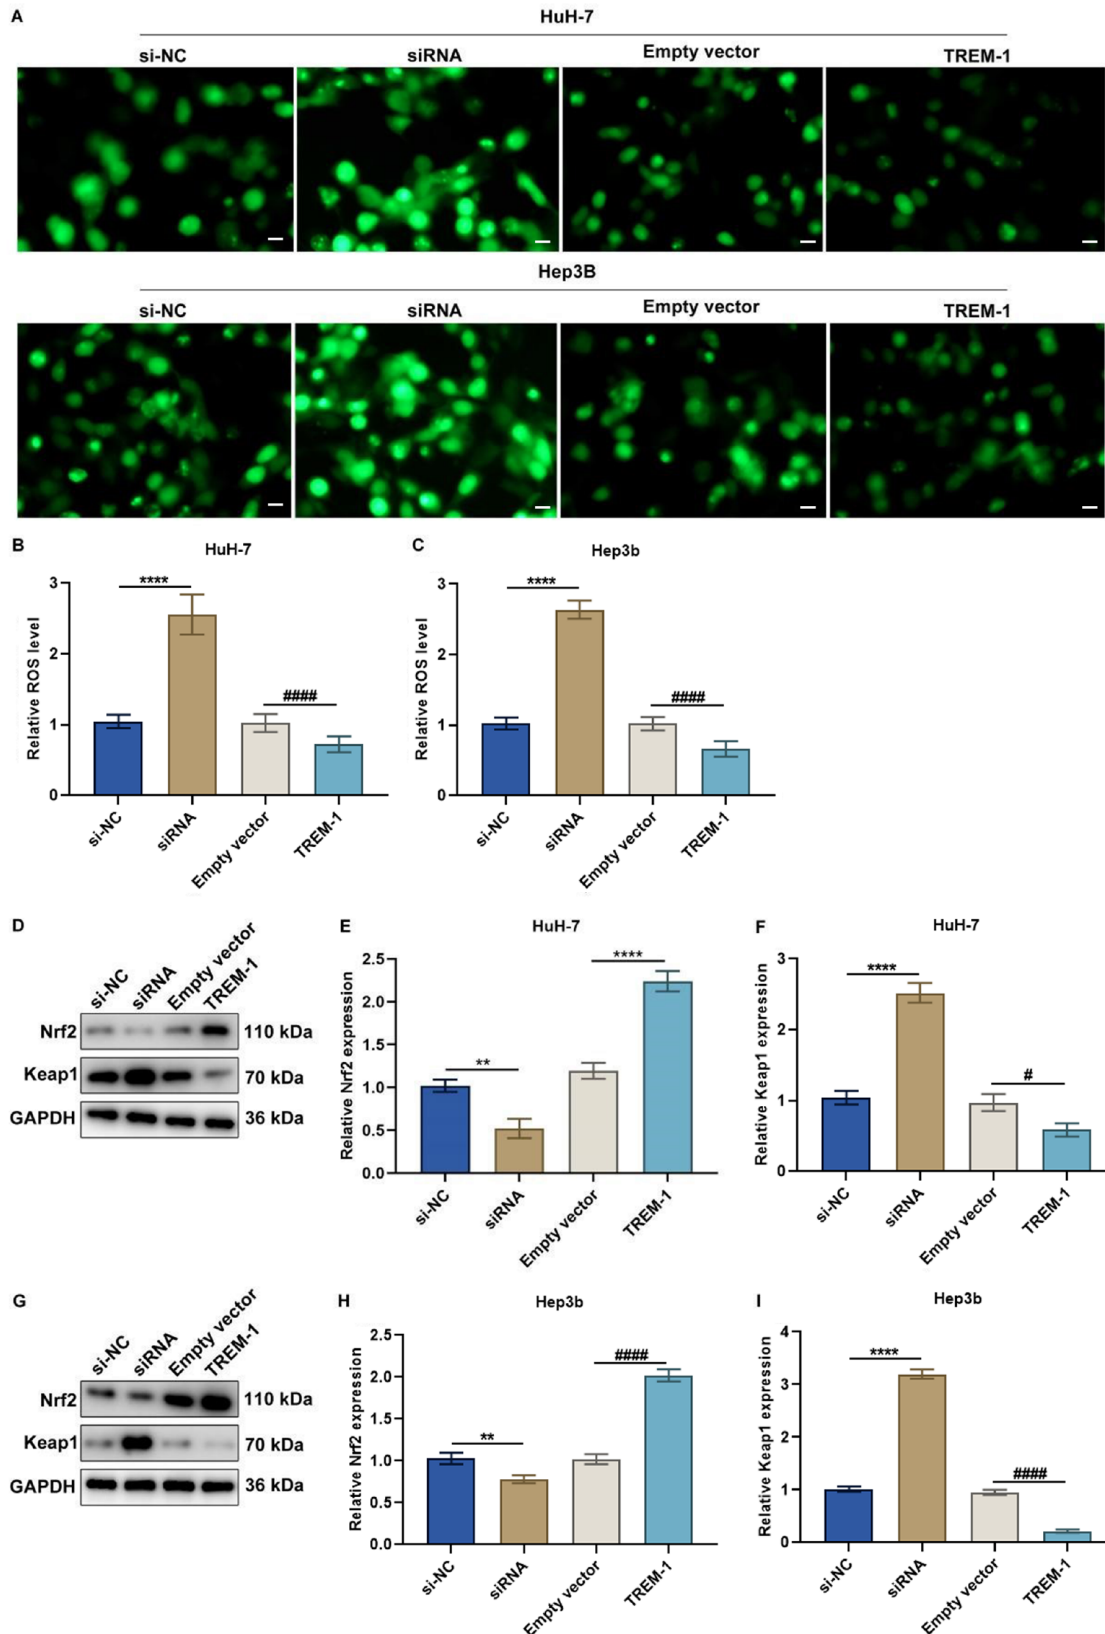 A
HuH-7
si-NC siRNA Empty vector TREM-1
Hep3B
si-NC siRNA Empty vector TREM-1
B
HuH-7
Relative ROS level
3
2
1
0
****
####
si-NC siRNA Empty vector TREM-1
C
Hep3b
Relative ROS level
3
2
1
0
****
####
si-NC siRNA Empty vector TREM-1
D
si-NC siRNA Empty vector TREM-1
Nrf2 110 kDa
Keap1 70 kDa
GAPDH 36 kDa
E
HuH-7
Relative Nrf2 expression
2.5
2.0
1.5
1.0
0.5
0.0
**
****
si-NC siRNA Empty vector TREM-1
F
HuH-7
Relative Keap1 expression
3
2
1
0
****
#
si-NC siRNA Empty vector TREM-1
G
si-NC siRNA Empty vector TREM-1
Nrf2 110 kDa
Keap1 70 kDa
GAPDH 36 kDa
H
Hep3b
Relative Nrf2 expression
2.5
2.0
1.5
1.0
0.5
0.0
**
####
si-NC siRNA Empty vector TREM-1
I
Hep3b
Relative Keap1 expression
4
3
2
1
0
****
####
si-NC siRNA Empty vector TREM-1